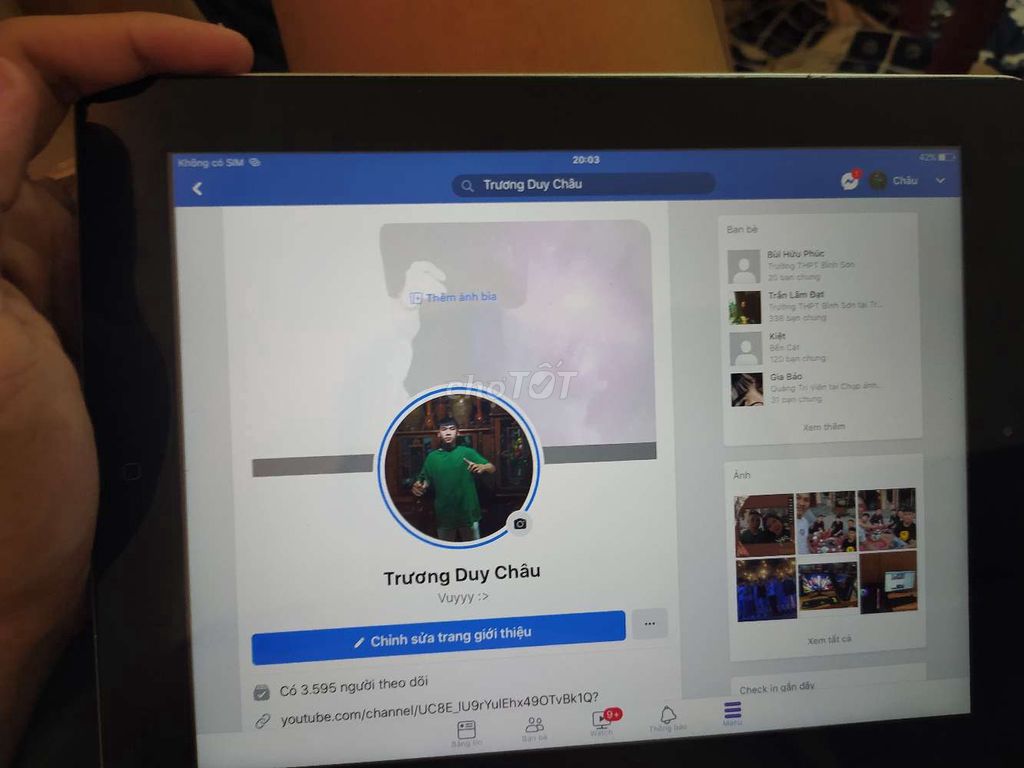 Không có SIM
20:03
42%
Trương Duy Châu
1
Châu
Thêm ảnh bìa
chợTỐT
Trương Duy Châu
Vuyyy :>
Chỉnh sửa trang giới thiệu
...
Có 3.595 người theo dõi
youtube.com/channel/UC8E_IU9rYulEhx49OTvBk1Q?
Bạn bè
Bùi Hữu Phúc
Trường THPT Bình Sơn
20 bạn chung
Trần Lâm Đạt
Trường THPT Bình Sơn tại Tr...
338 bạn chung
Kiệt
Bến Cát
120 bạn chung
Gia Bảo
Quảng Trị Viên tại Chụp ảnh...
31 bạn chung
Xem thêm
Ảnh
Xem tất cả
Check in gần đây
Bảng tin
Bạn bè
9+
Watch
Thông báo
Menu